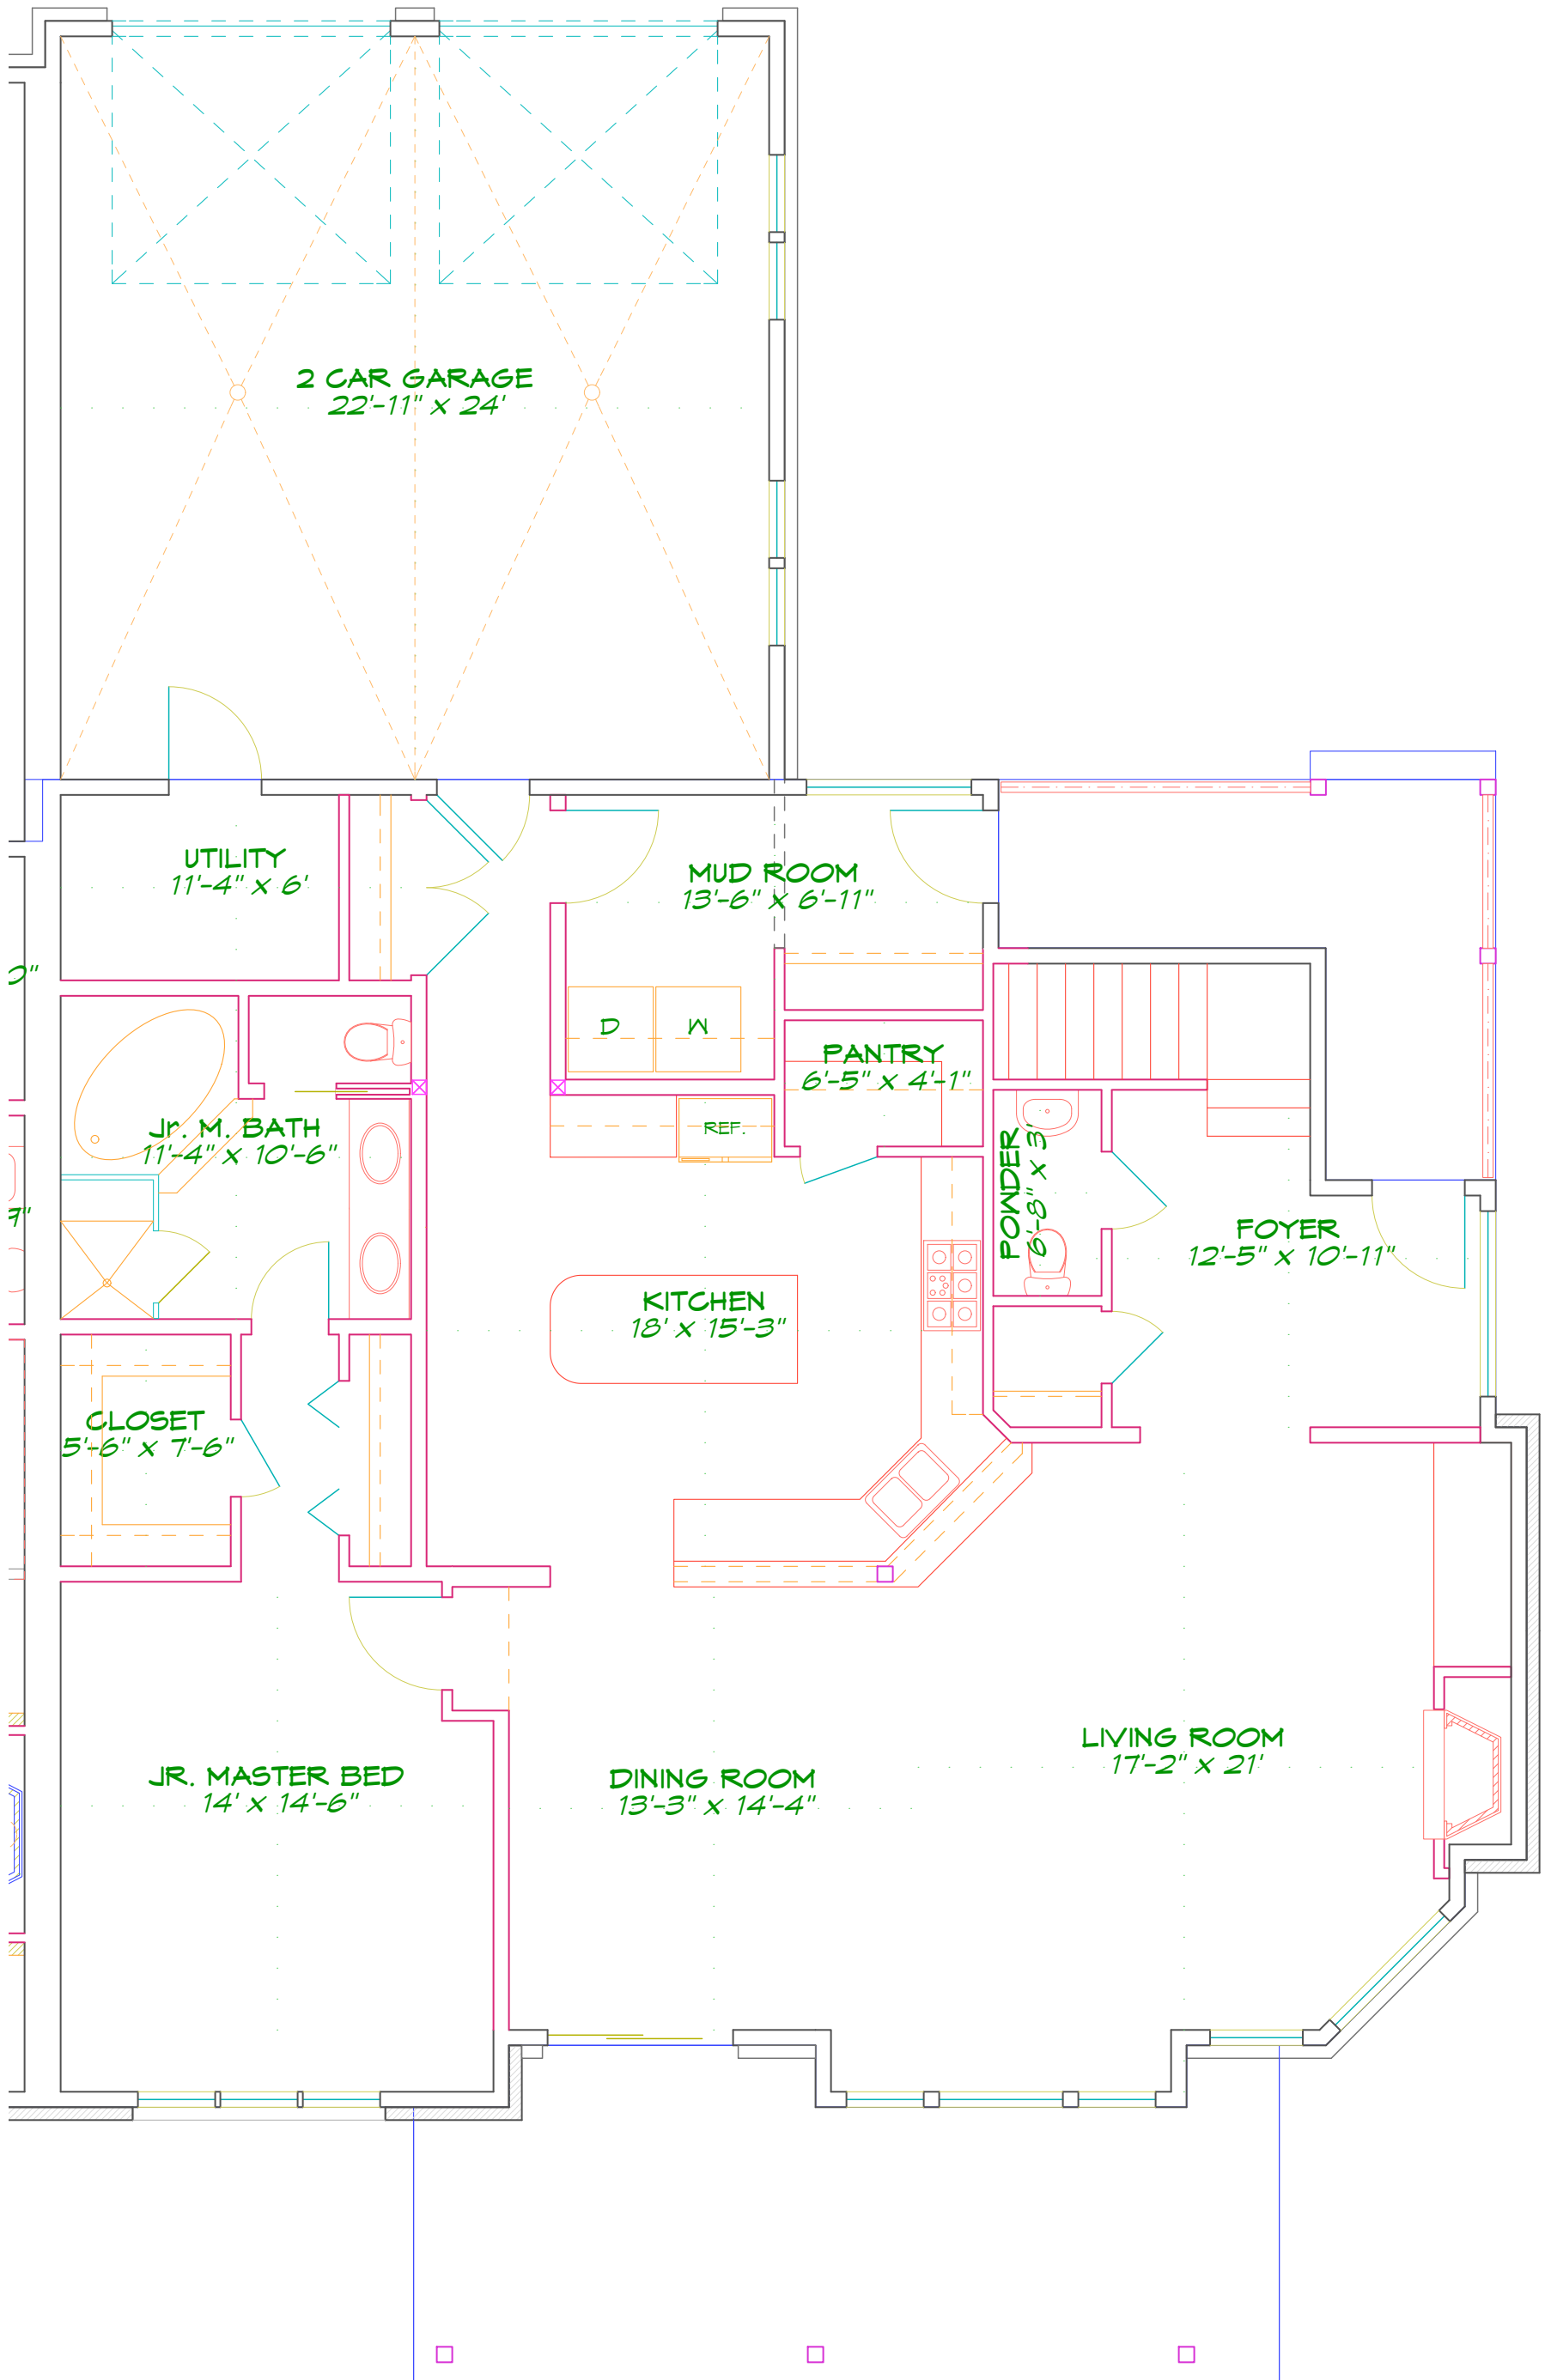 2 CAR GARAGE
22'-11" x 24'
UTILITY
11'-4" x 6'
MUD ROOM
13'-6" x 6'-11"
0"
D
W
PANTRY
6'-5" x 4'-1"
REF.
Jr. M. BATH
11'-4" x 10'-6"
POWDER
6'-8" x 3'
9"
FOYER
12'-5" x 10'-11"
KITCHEN
18' x 15'-3"
CLOSET
5'-6" x 7'-6"
LIVING ROOM
17'-2" x 21'
JR. MASTER BED
14' x 14'-6"
DINING ROOM
13'-3" x 14'-4"